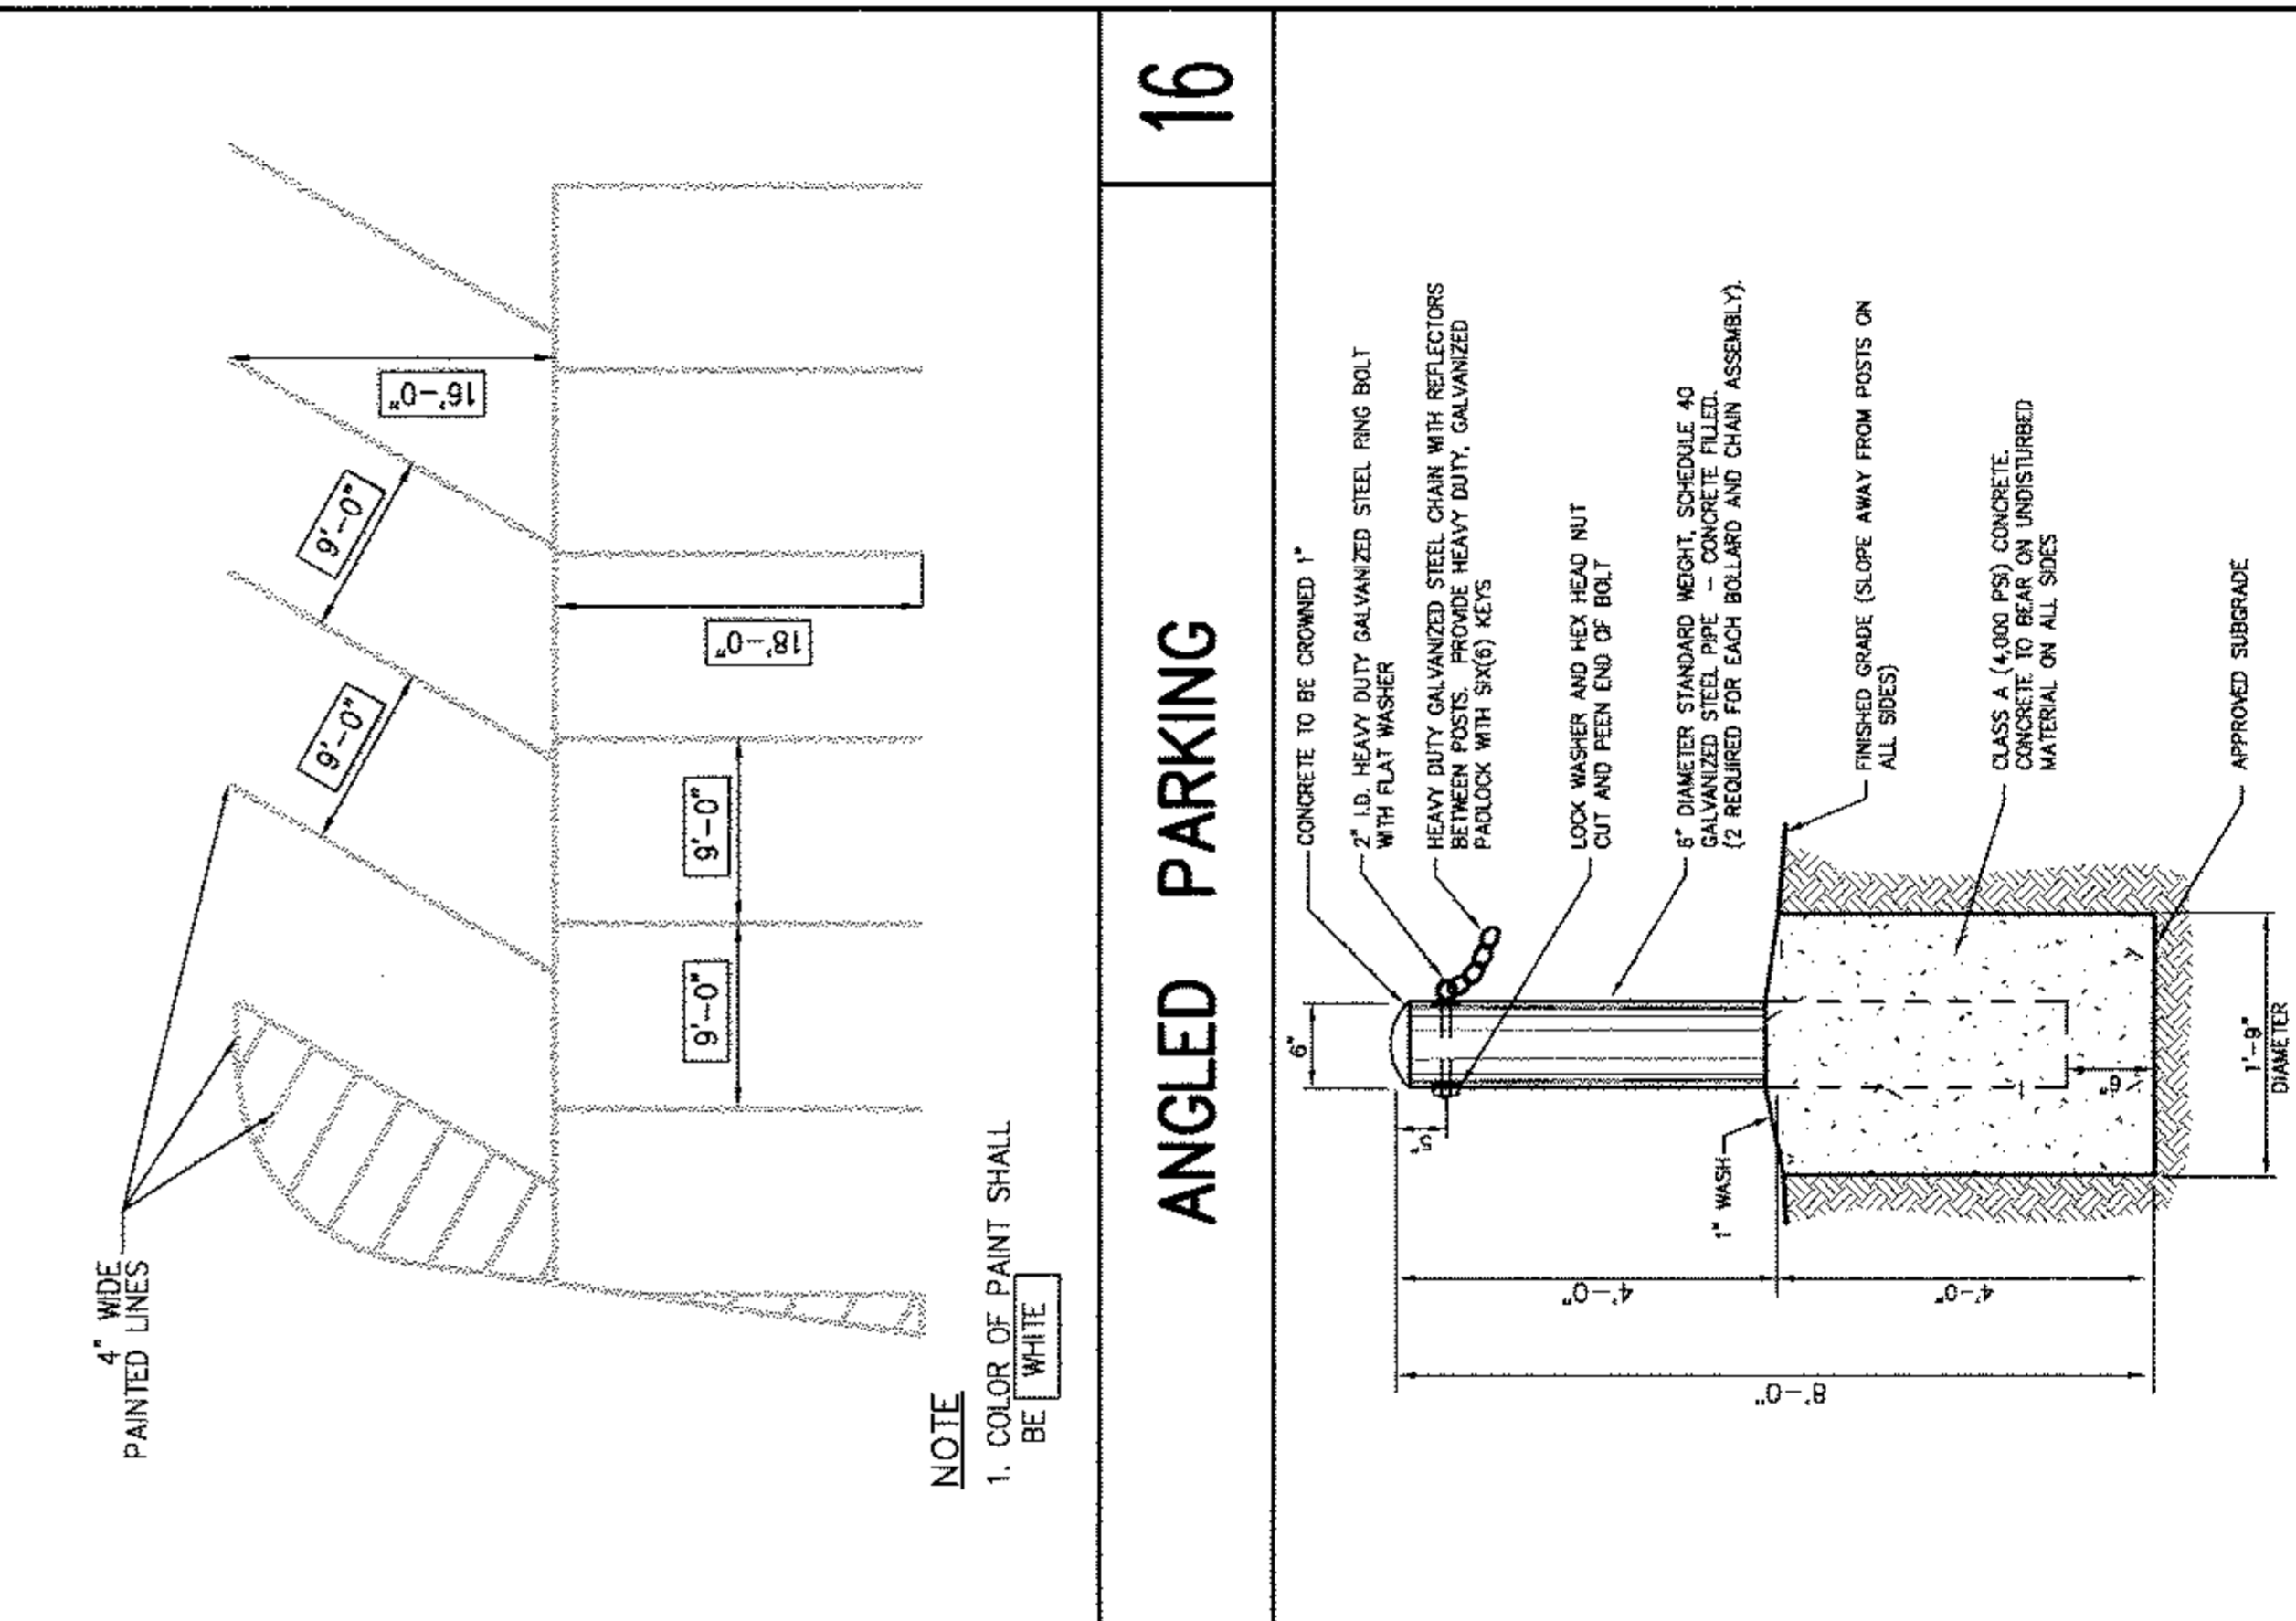 4" WIDE
PAINTED LINES
9'-0"
9'-0"
16'-0"
9'-0"
9'-0"
18'-0"
NOTE
1. COLOR OF PAINT SHALL
BE WHITE
ANGLED PARKING
16
6"
CONCRETE TO BE CROWNED 1"
2" I.D. HEAVY DUTY GALVANIZED STEEL RING BOLT
WITH FLAT WASHER
HEAVY DUTY GALVANIZED STEEL CHAIN WITH REFLECTORS
BETWEEN POSTS. PROVIDE HEAVY DUTY, GALVANIZED
PADLOCK WITH SIX(6) KEYS
LOCK WASHER AND HEX HEAD NUT
CUT AND PEEN END OF BOLT
6" DIAMETER STANDARD WEIGHT, SCHEDULE 40
GALVANIZED STEEL PIPE -- CONCRETE FILLED.
(2 REQUIRED FOR EACH BOLLARD AND CHAIN ASSEMBLY).
FINISHED GRADE (SLOPE AWAY FROM POSTS ON
ALL SIDES)
CLASS A (4,000 PSI) CONCRETE.
CONCRETE TO BEAR ON UNDISTURBED
MATERIAL ON ALL SIDES
APPROVED SUBGRADE
5"
1" WASH
4'-0"
4'-0"
8'-0"
1'-9"
DIAMETER